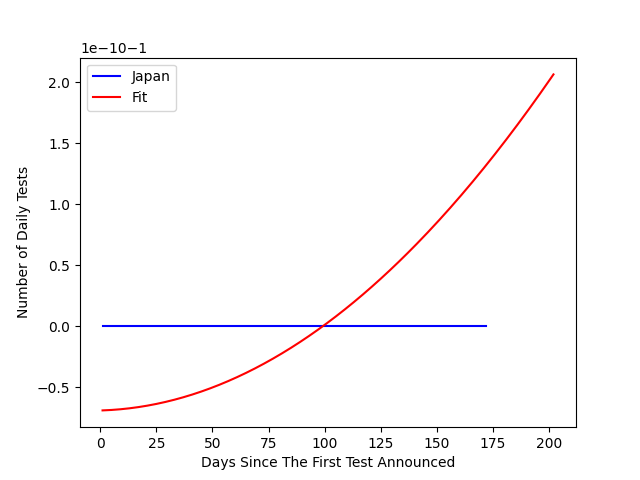 1e−10−1
Japan
Fit
2.0
1.5
1.0
0.5
0.0
−0.5
Number of Daily Tests
0 25 50 75 100 125 150 175 200
Days Since The First Test Announced